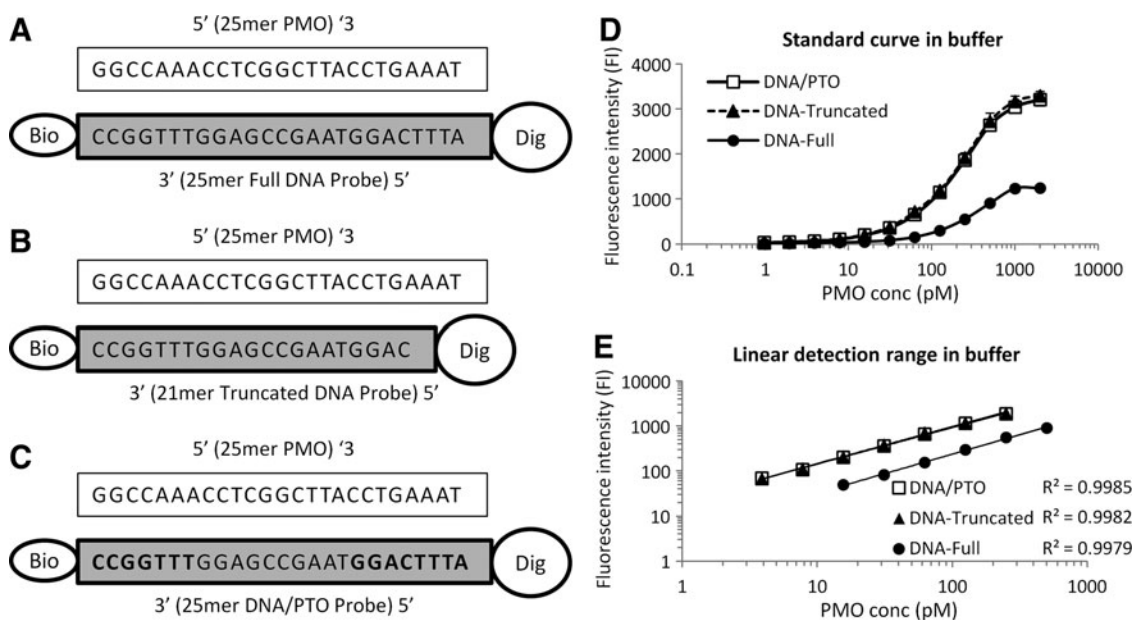 A
5' (25mer PMO) '3
GGCCAAACCTCGGCTTACCTGAAAT
Bio
CCGGTTTGGAGCCGAATGGACTTTA
Dig
3' (25mer Full DNA Probe) 5'
B
5' (25mer PMO) '3
GGCCAAACCTCGGCTTACCTGAAAT
Bio
CCGGTTTGGAGCCGAATGGAC
Dig
3' (21mer Truncated DNA Probe) 5'
C
5' (25mer PMO) '3
GGCCAAACCTCGGCTTACCTGAAAT
Bio
CCGGTTTGGAGCCGAATGGACTTTA
Dig
3' (25mer DNA/PTO Probe) 5'
D
Standard curve in buffer
Fluorescence intensity (FI)
4000
3000
2000
1000
0
DNA/PTO
DNA-Truncated
DNA-Full
0.1 1 10 100 1000 10000
PMO conc (pM)
E
Linear detection range in buffer
Fluorescence intensity (FI)
10000
1000
100
10
1
DNA/PTO R² = 0.9985
DNA-Truncated R² = 0.9982
DNA-Full R² = 0.9979
1 10 100 1000
PMO conc (pM)